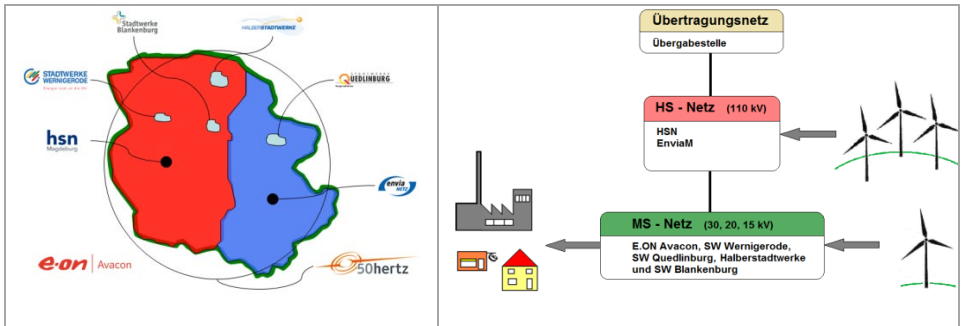 Stadtwerke
Blankenburg
HALBERSTADTWERKE
STADTWERKE
WERNIGERODE
STADTWERKE
QUEDLINBURG
hsn
Magdeburg
envia
NETZ
e·on | Avacon
50hertz
Übertragungsnetz
Übergabestelle
HS - Netz (110 kV)
HSN
EnviaM
MS - Netz (30, 20, 15 kV)
E.ON Avacon, SW Wernigerode,
SW Quedlinburg, Halberstadtwerke
und SW Blankenburg